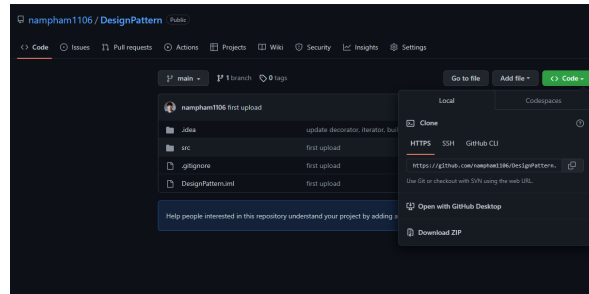 nampham1106 / DesignPattern Public
<> Code Issues Pull requests Actions Projects Wiki Security Insights Settings
main 1 branch 0 tags Go to file Add file <> Code
Local Codespaces
nampham1106 first upload
Clone
.idea update decorator, iterator, bui
HTTPS SSH GitHub CLI
src first upload
https://github.com/nampham1106/DesignPattern.
.gitignore first upload
Use Git or checkout with SVN using the web URL.
DesignPattern.iml first upload
Open with GitHub Desktop
Help people interested in this repository understand your project by adding a
Download ZIP